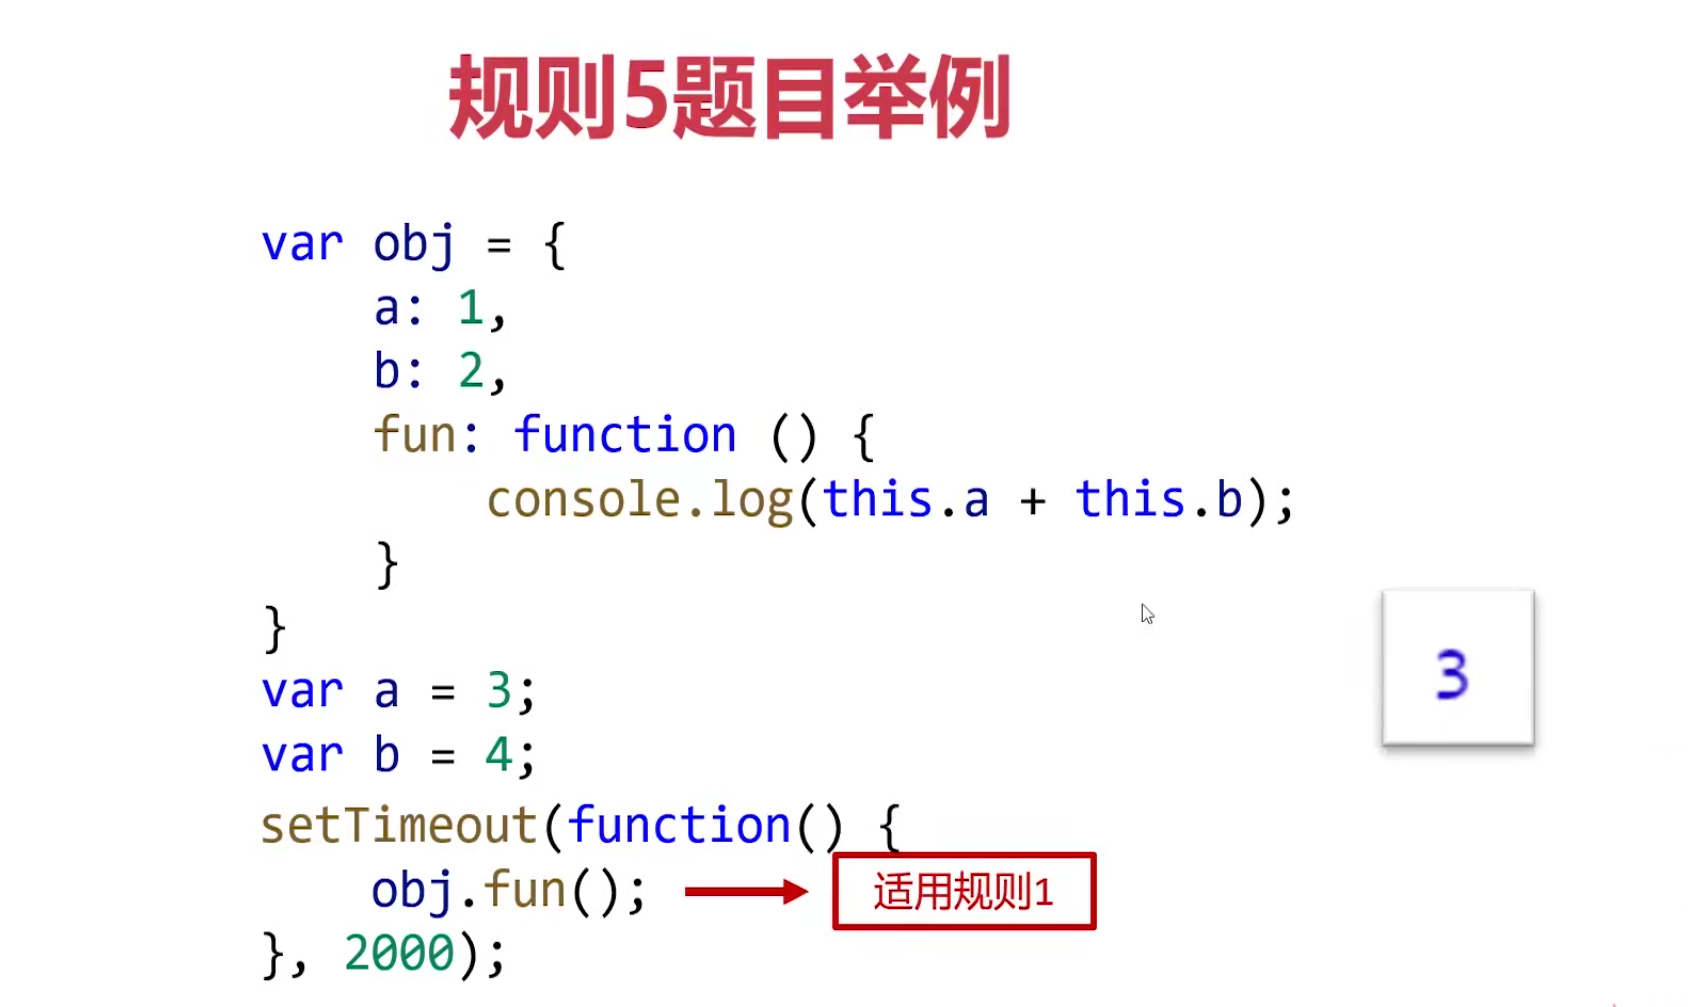 规则5题目举例
var obj = {
    a: 1,
    b: 2,
    fun: function () {
        console.log(this.a + this.b);
    }
}
3
var a = 3;
var b = 4;
setTimeout(function() {
    obj.fun(); 适用规则1
}, 2000);